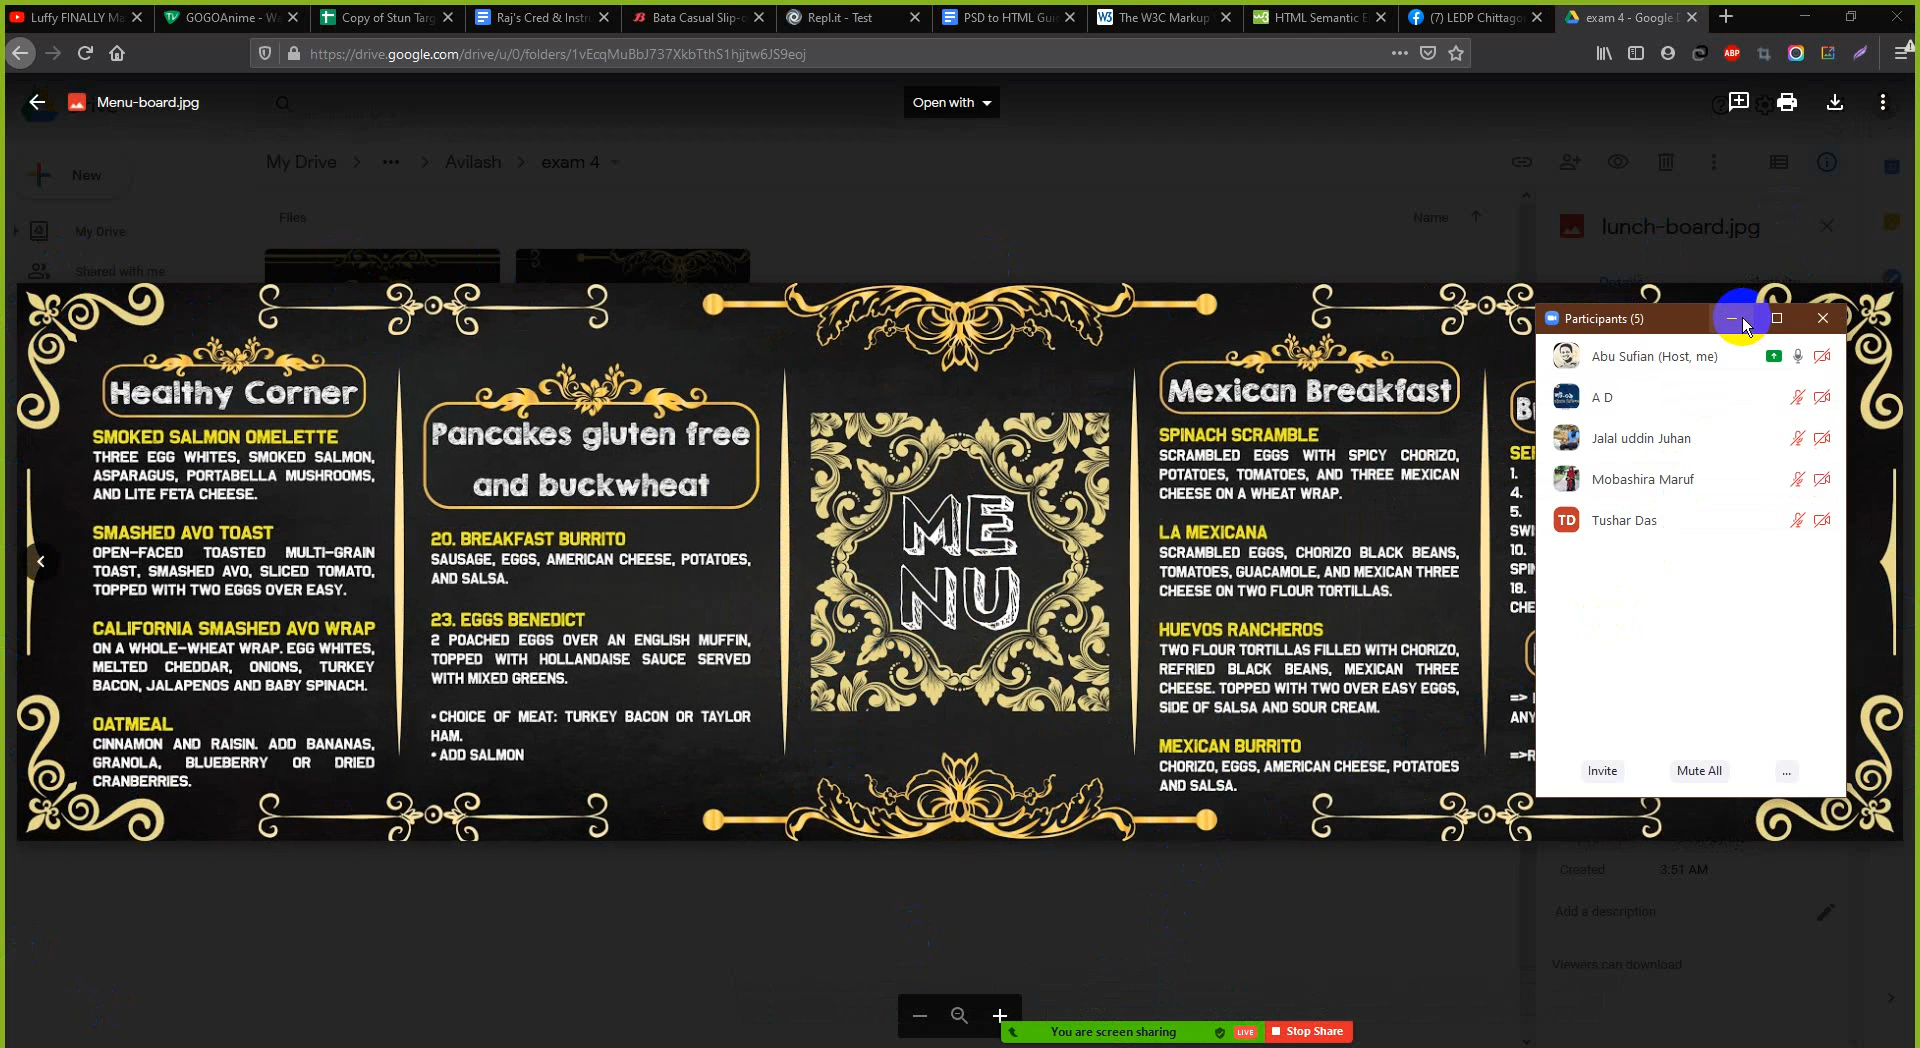 Luffy FINALLY Ma
GOGOAnime - Wa
Copy of Stun Targ
Raj's Cred & Instru
Bata Casual Slip-o
Repl.it - Test
PSD to HTML Gui
The W3C Markup
HTML Semantic E
(7) LEDP Chittago
exam 4 - Google D
https://drive.google.com/drive/u/0/folders/1vEcqMuBbJ737XkbTthS1hjjtw6JS9eoj
ABP
Menu-board.jpg
Open with
My Drive > ... > Avilash > exam 4
New
Files
Name
My Drive
Shared with me
lunch-board.jpg
Healthy Corner
SMOKED SALMON OMELETTE
THREE EGG WHITES, SMOKED SALMON,
ASPARAGUS, PORTABELLA MUSHROOMS,
AND LITE FETA CHEESE.
SMASHED AVO TOAST
OPEN-FACED TOASTED MULTI-GRAIN
TOAST, SMASHED AVO, SLICED TOMATO,
TOPPED WITH TWO EGGS OVER EASY.
CALIFORNIA SMASHED AVO WRAP
ON A WHOLE-WHEAT WRAP. EGG WHITES,
MELTED CHEDDAR, ONIONS, TURKEY
BACON, JALAPENOS AND BABY SPINACH.
OATMEAL
CINNAMON AND RAISIN. ADD BANANAS,
GRANOLA, BLUEBERRY OR DRIED
CRANBERRIES.
Pancakes gluten free
and buckwheat
20. BREAKFAST BURRITO
SAUSAGE, EGGS, AMERICAN CHEESE, POTATOES,
AND SALSA.
23. EGGS BENEDICT
2 POACHED EGGS OVER AN ENGLISH MUFFIN,
TOPPED WITH HOLLANDAISE SAUCE SERVED
WITH MIXED GREENS.
•CHOICE OF MEAT: TURKEY BACON OR TAYLOR
HAM.
•ADD SALMON
ME
NU
Mexican Breakfast
SPINACH SCRAMBLE
SCRAMBLED EGGS WITH SPICY CHORIZO,
POTATOES, TOMATOES, AND THREE MEXICAN
CHEESE ON A WHEAT WRAP.
LA MEXICANA
SCRAMBLED EGGS, CHORIZO BLACK BEANS,
TOMATOES, GUACAMOLE, AND MEXICAN THREE
CHEESE ON TWO FLOUR TORTILLAS.
HUEVOS RANCHEROS
TWO FLOUR TORTILLAS FILLED WITH CHORIZO,
REFRIED BLACK BEANS, MEXICAN THREE
CHEESE. TOPPED WITH TWO OVER EASY EGGS,
SIDE OF SALSA AND SOUR CREAM.
MEXICAN BURRITO
CHORIZO, EGGS, AMERICAN CHEESE, POTATOES
AND SALSA.
B
SE
1.
4.
5.
SWI
10.
SPIN
18.
CHE
=>
ANY
=>R
Participants (5)
Abu Sufian (Host, me)
A D
Jalal uddin Juhan
Mobashira Maruf
TD Tushar Das
Invite
Mute All
...
Created 3:51 AM
Add a description
Viewers can download
You are screen sharing
LIVE
Stop Share